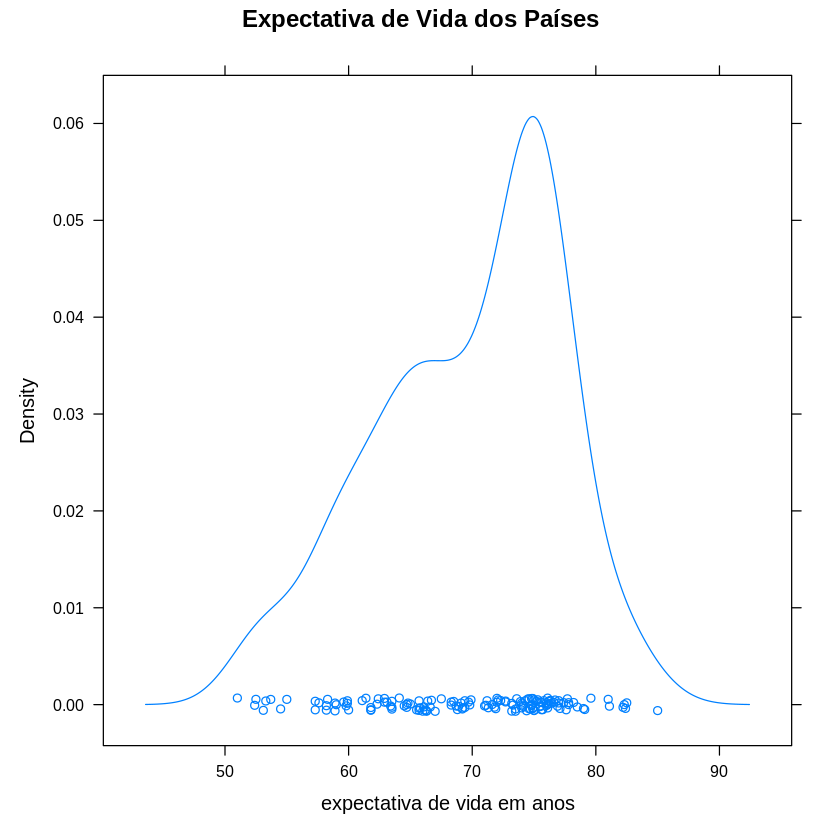 Expectativa de Vida dos Países
0.06
0.05
0.04
0.03
0.02
0.01
0.00
Density
50 60 70 80 90
expectativa de vida em anos